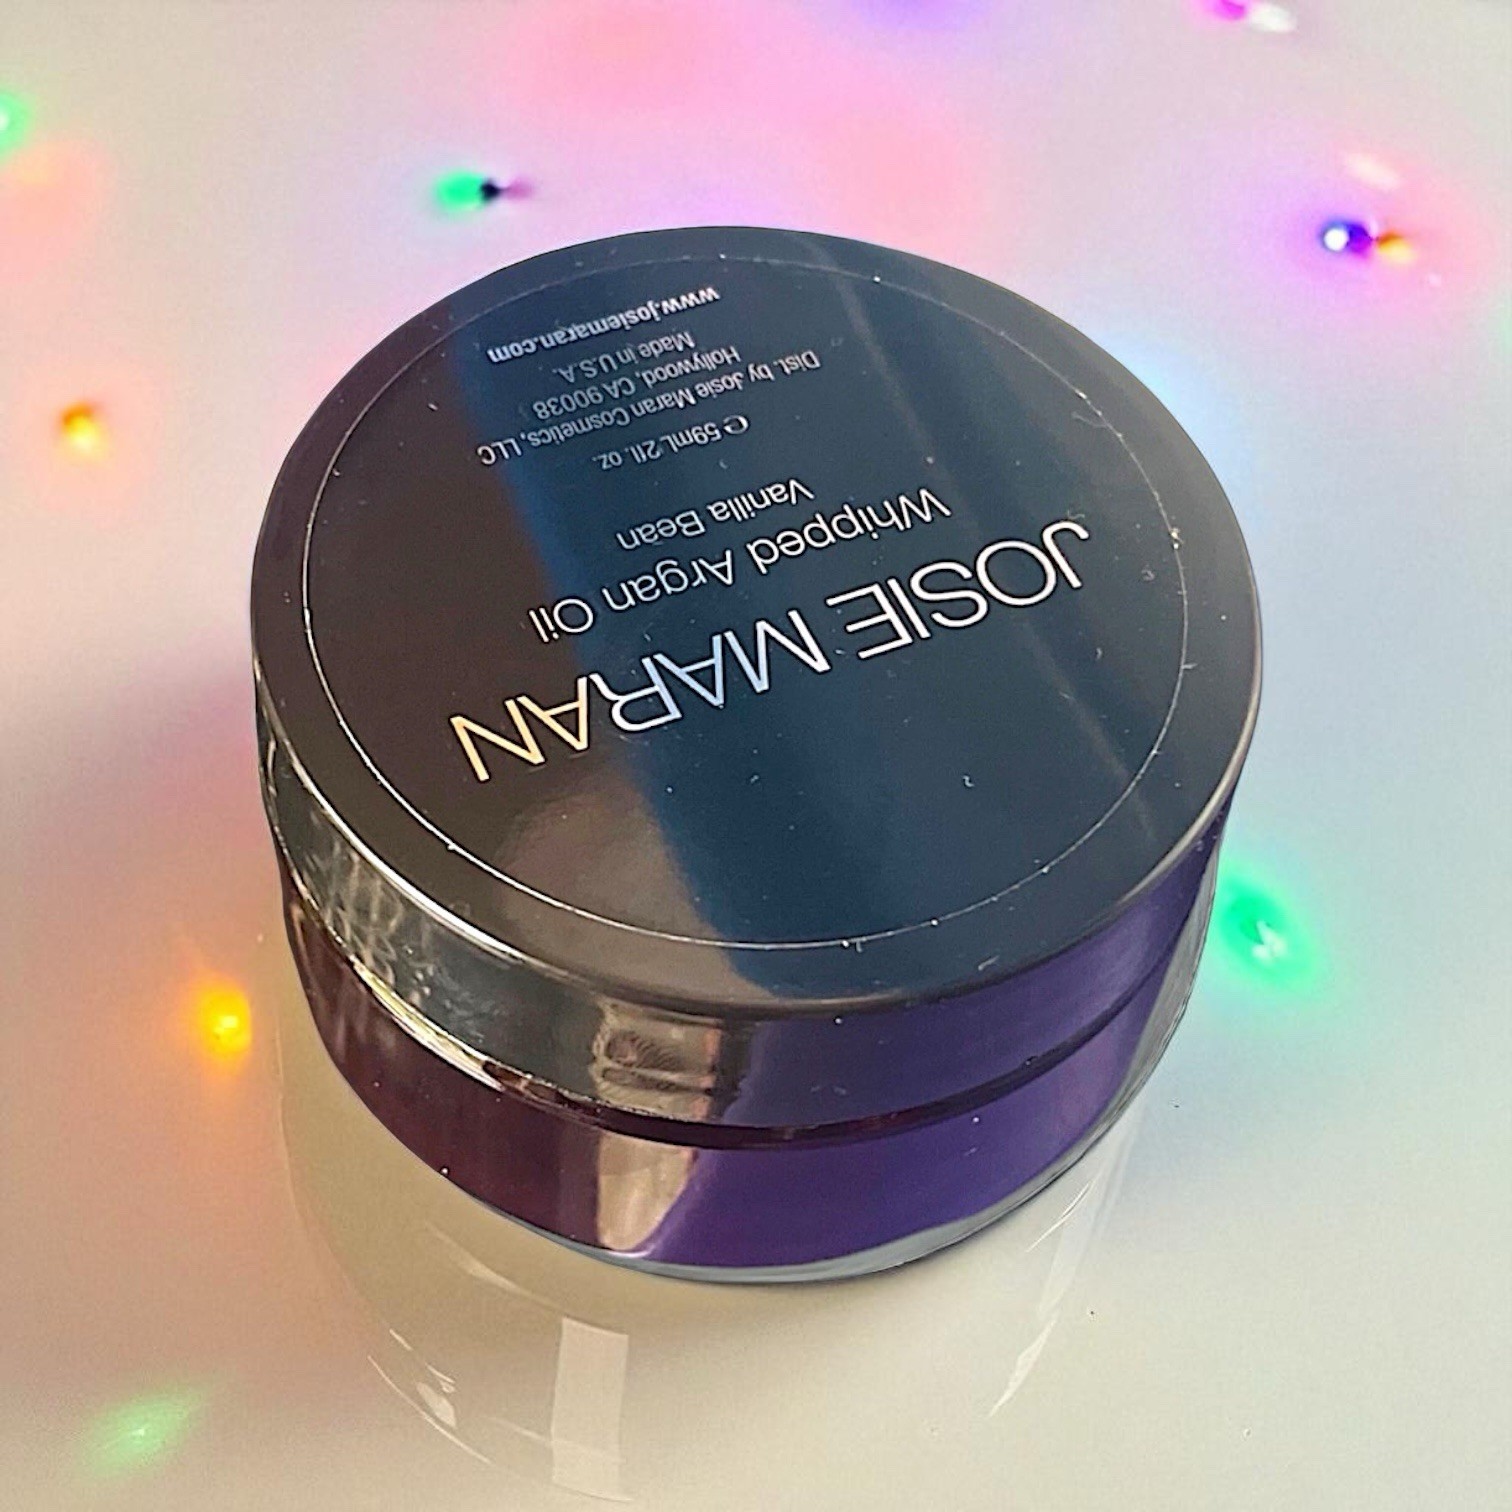 JOSIE MARAN
Whipped Argan Oil
Vanilla Bean
℮ 59mL 2fl. oz.
Dist. by Josie Maran Cosmetics, LLC
Hollywood, CA 90038
Made in U.S.A.
www.josiemaran.com